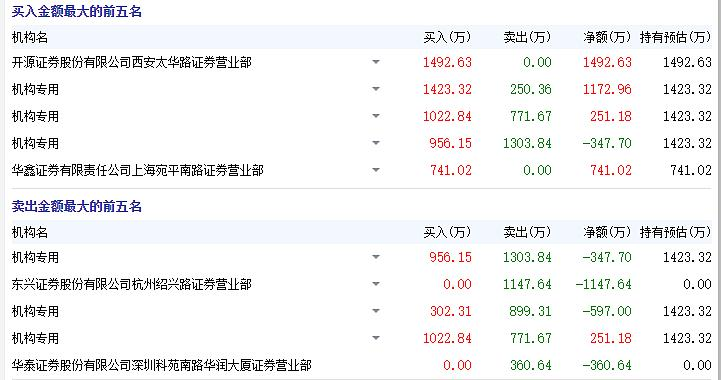 买入金额最大的前五名
机构名 买入(万) 卖出(万) 净额(万) 持有预估(万)
开源证券股份有限公司西安太华路证券营业部 1492.63 0.00 1492.63 1492.63
机构专用 1423.32 250.36 1172.96 1423.32
机构专用 1022.84 771.67 251.18 1423.32
机构专用 956.15 1303.84 -347.70 1423.32
华鑫证券有限责任公司上海宛平南路证券营业部 741.02 0.00 741.02 741.02
卖出金额最大的前五名
机构名 买入(万) 卖出(万) 净额(万) 持有预估(万)
机构专用 956.15 1303.84 -347.70 1423.32
东兴证券股份有限公司杭州绍兴路证券营业部 0.00 1147.64 -1147.64 0.00
机构专用 302.31 899.31 -597.00 1423.32
机构专用 1022.84 771.67 251.18 1423.32
华泰证券股份有限公司深圳科苑南路华润大厦证券营业部 0.00 360.64 -360.64 0.00